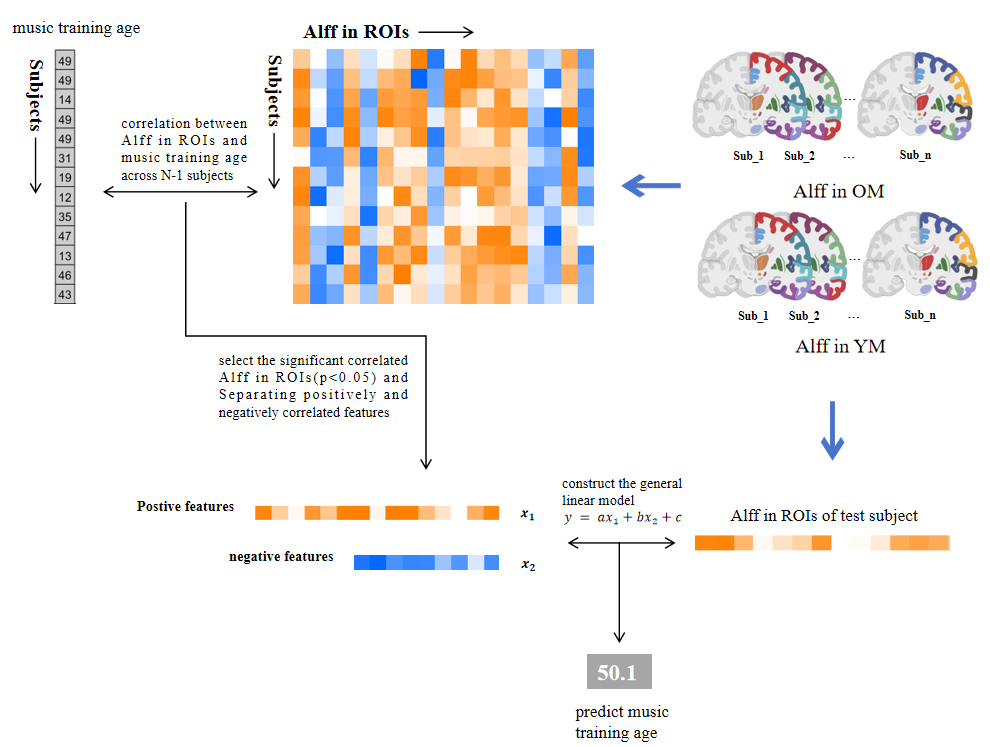 music training age
Subjects
49
49
14
49
49
31
19
12
35
47
13
46
43
correlation between
Alff in ROIs and
music training age
across N-1 subjects
Alff in ROIs
Subjects
Sub_1 Sub_2 ... Sub_n
Alff in OM
Sub_1 Sub_2 ... Sub_n
Alff in YM
select the significant correlated
Alff in ROIs(p<0.05) and
Separating positively and
negatively correlated features
Postive features
x₁
negative features
x₂
construct the general
linear model
y = ax₁ + bx₂ + c
Alff in ROIs of test subject
50.1
predict music
training age